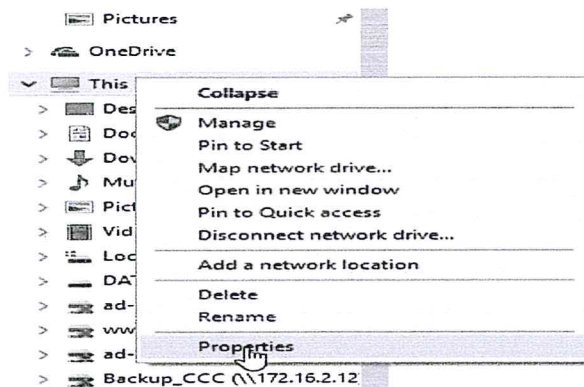 Pictures
OneDrive
This
Collapse
Des
Manage
Doc
Pin to Start
Dov
Map network drive...
Mu
Open in new window
Pict
Pin to Quick access
Vid
Disconnect network drive...
Loc
Add a network location
DAT
Delete
ad-
Rename
ww
Properties
ad-
Backup_CCC (\\172.16.2.12